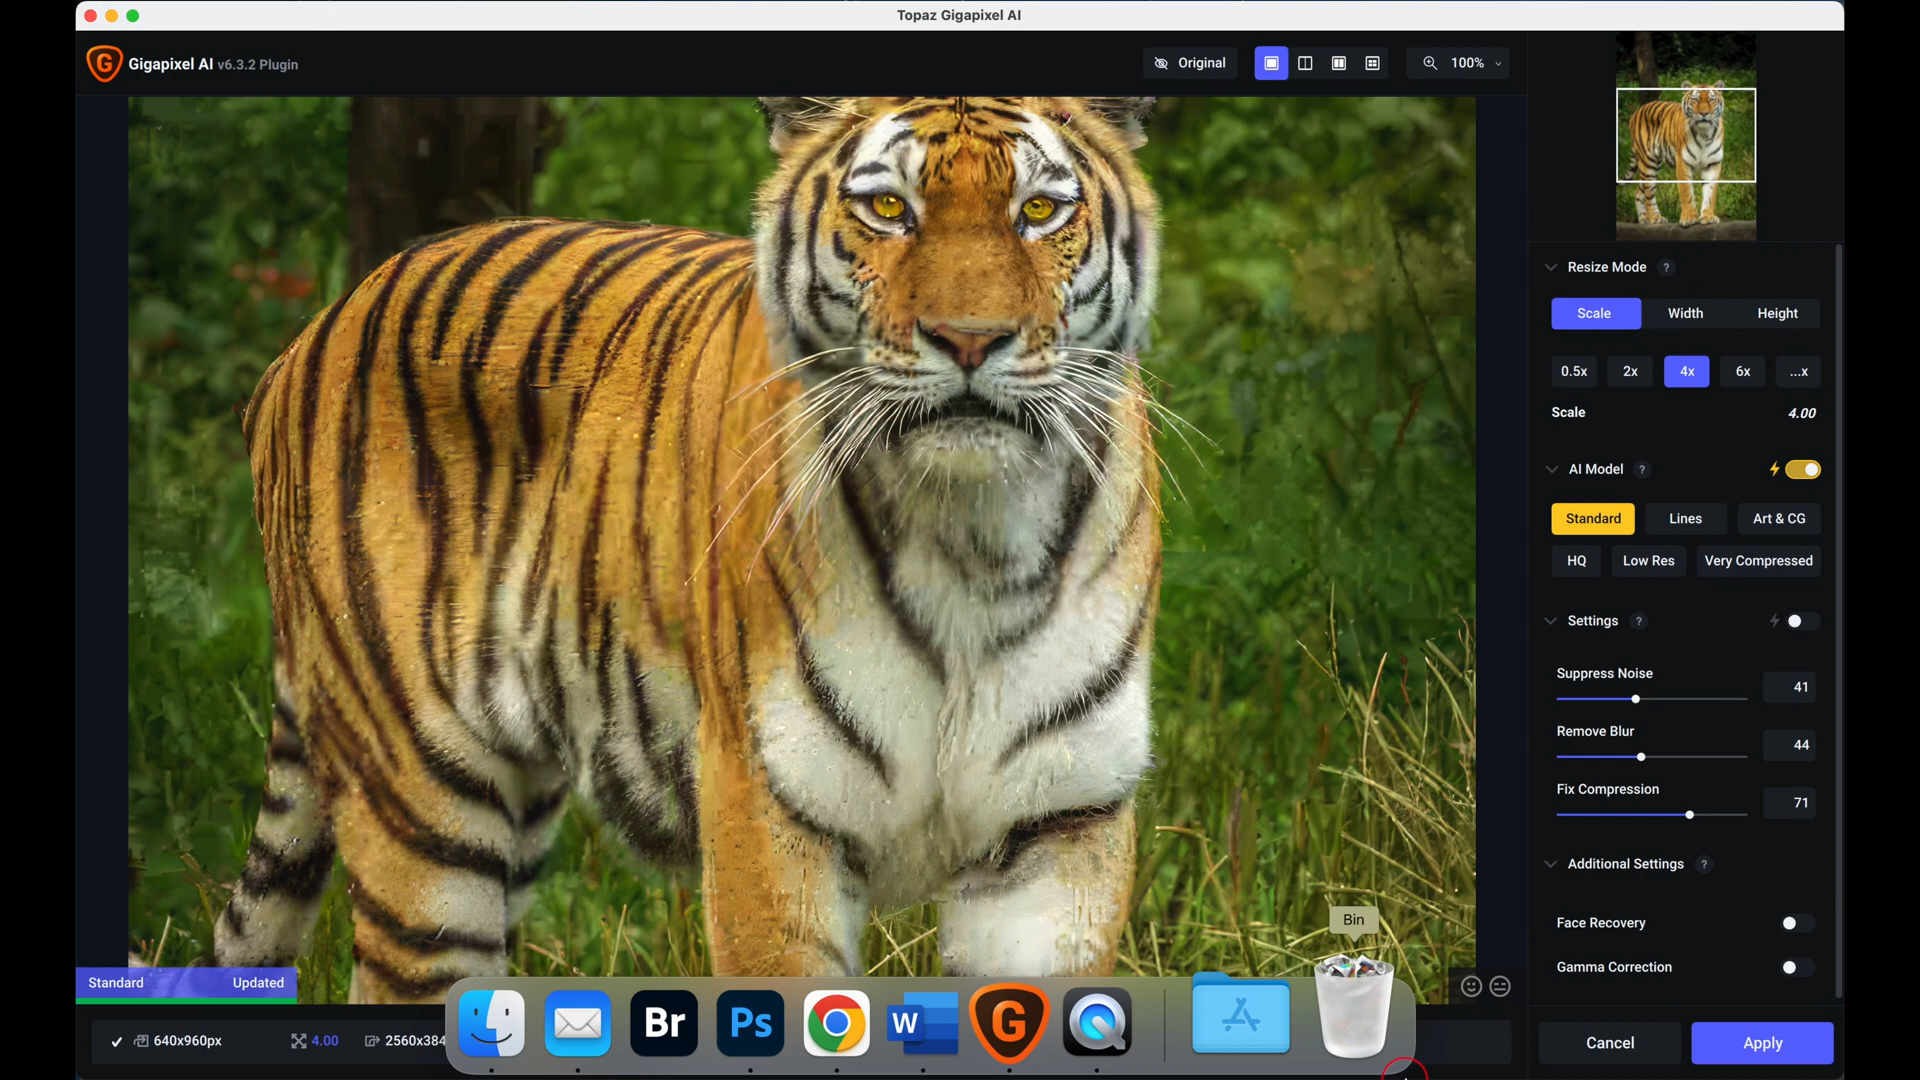 Topaz Gigapixel AI
Gigapixel AI v6.3.2 Plugin
Original
100%
Resize Mode ?
Scale Width Height
0.5x 2x 4x 6x ...x
Scale 4.00
AI Model ?
Standard Lines Art & CG
HQ Low Res Very Compressed
Settings ?
Suppress Noise 41
Remove Blur 44
Fix Compression 71
Additional Settings ?
Face Recovery
Gamma Correction
Bin
Standard Updated
640x960px 4.00 2560x384
Br Ps W G
Cancel Apply